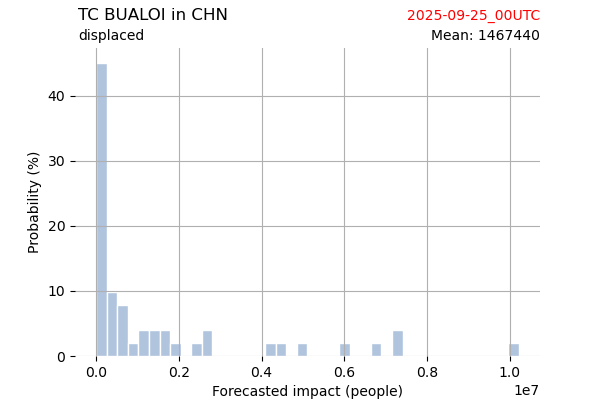 TC BUALOI in CHN
2025-09-25_00UTC
displaced
Mean: 1467440
Probability (%)
40
30
20
10
0
0.0 0.2 0.4 0.6 0.8 1.0
1e7
Forecasted impact (people)